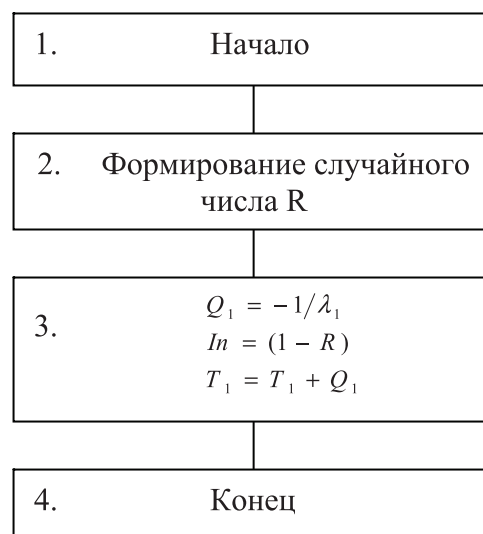 1. Начало
2. Формирование случайного
числа R
3.
Q₁ = −1/λ₁
In = (1 − R)
T₁ = T₁ + Q₁
4. Конец